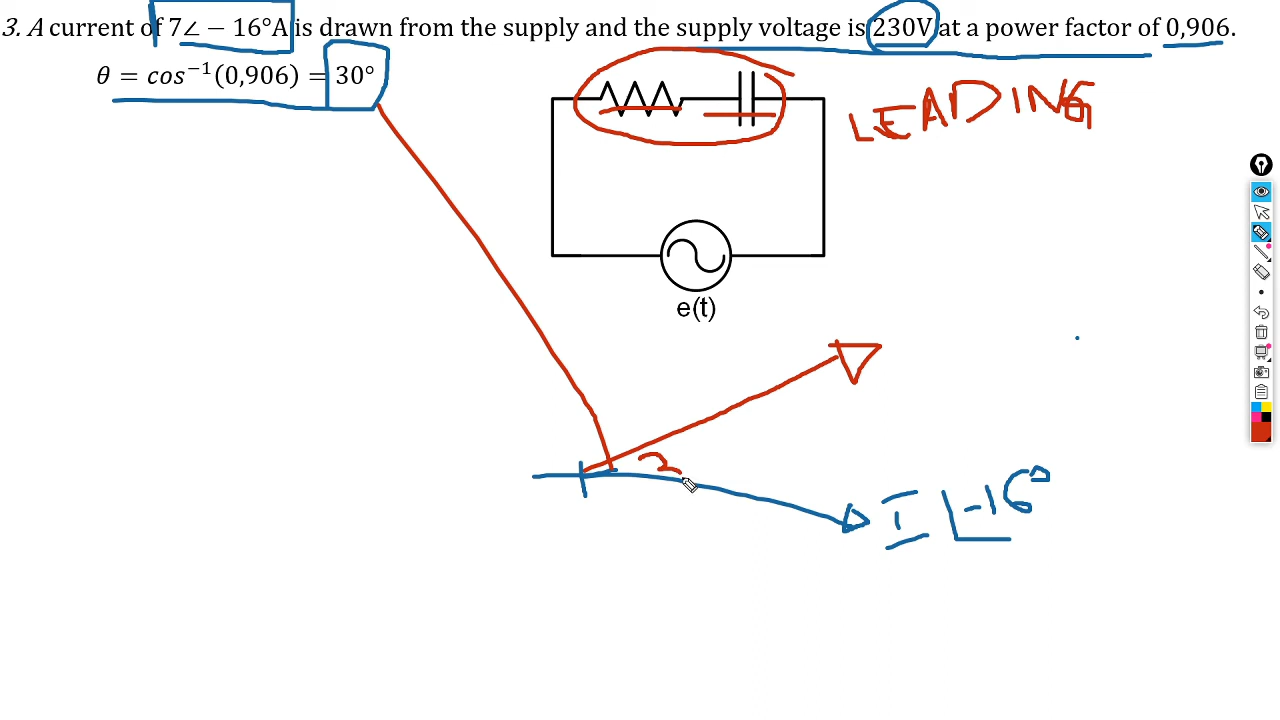 3. A current of 7∠ − 16°A is drawn from the supply and the supply voltage is 230V at a power factor of 0,906.
θ = cos⁻¹(0,906) = 30°
LEADING
e(t)
2
I ∠-16°